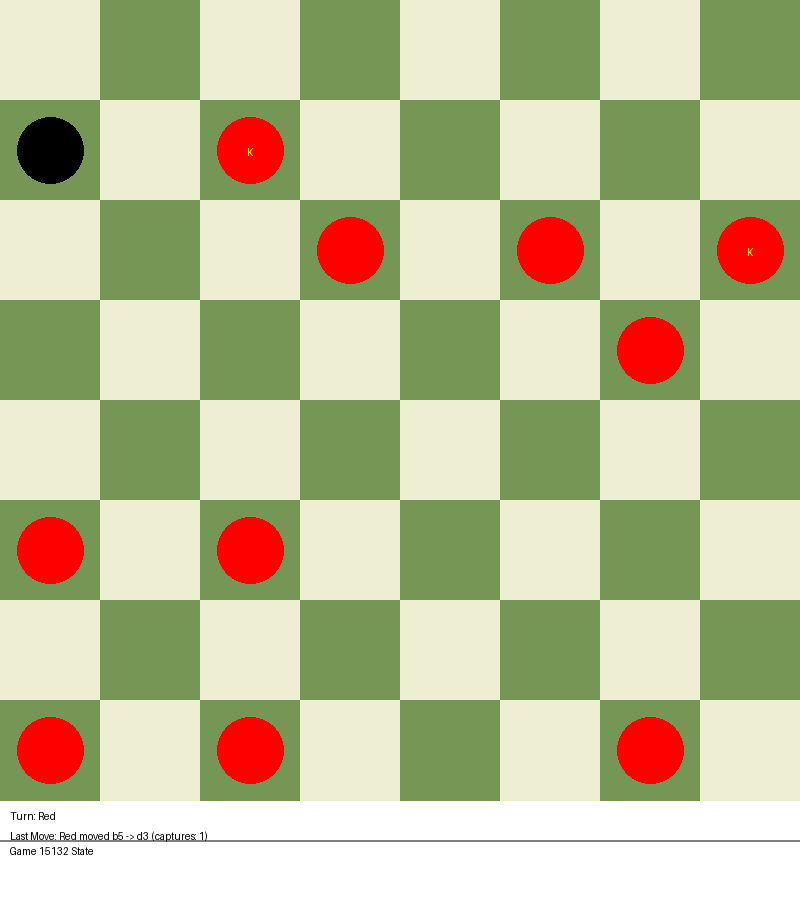 K
K
Turn: Red
Last Move: Red moved b5 -> d3 (captures: 1)
Game 15132 State